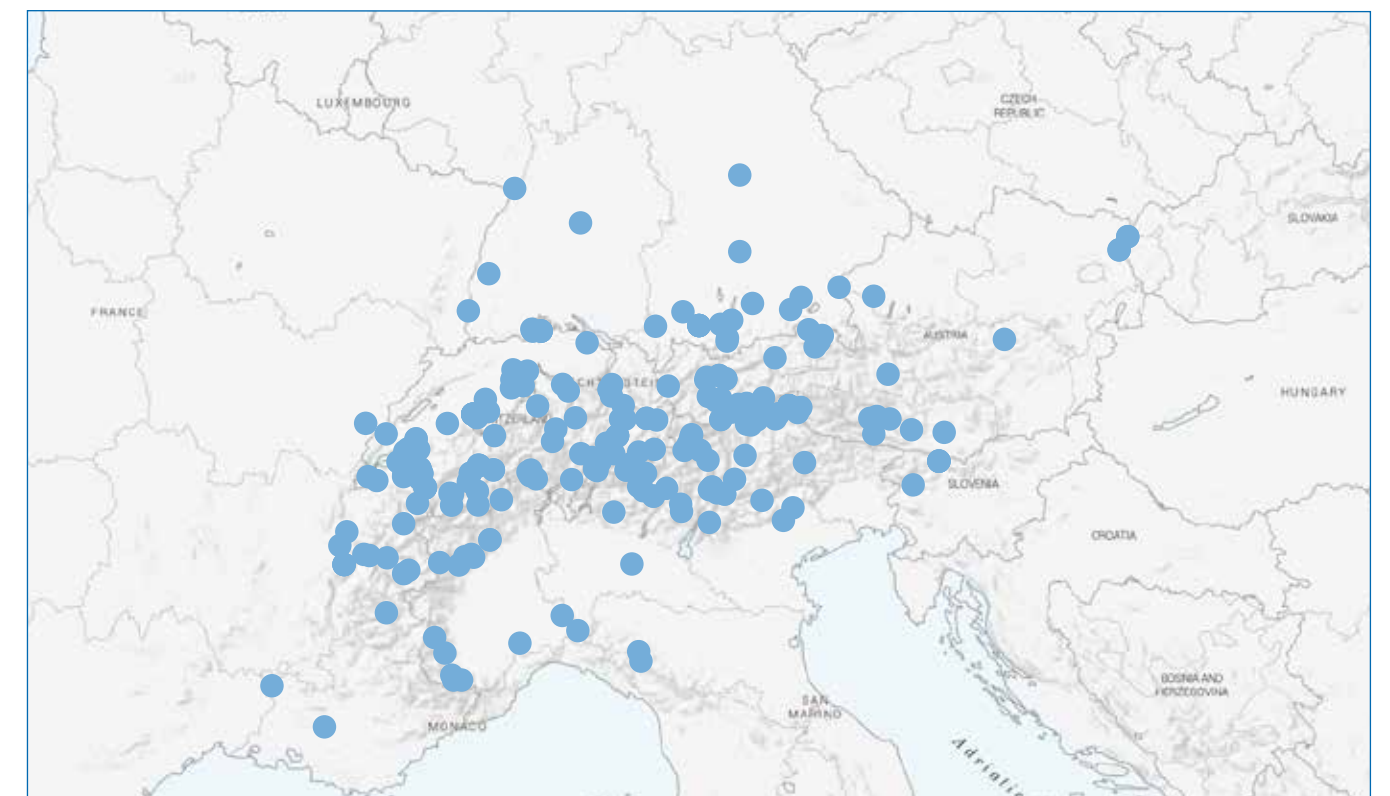 LUXEMBOURG
CZECH
REPUBLIC
SLOVAKIA
FRANCE
AUSTRIA
HUNGARY
SLOVENIA
CROATIA
BOSNIA AND
HERZEGOVINA
SAN
MARINO
MONACO
Adriatic